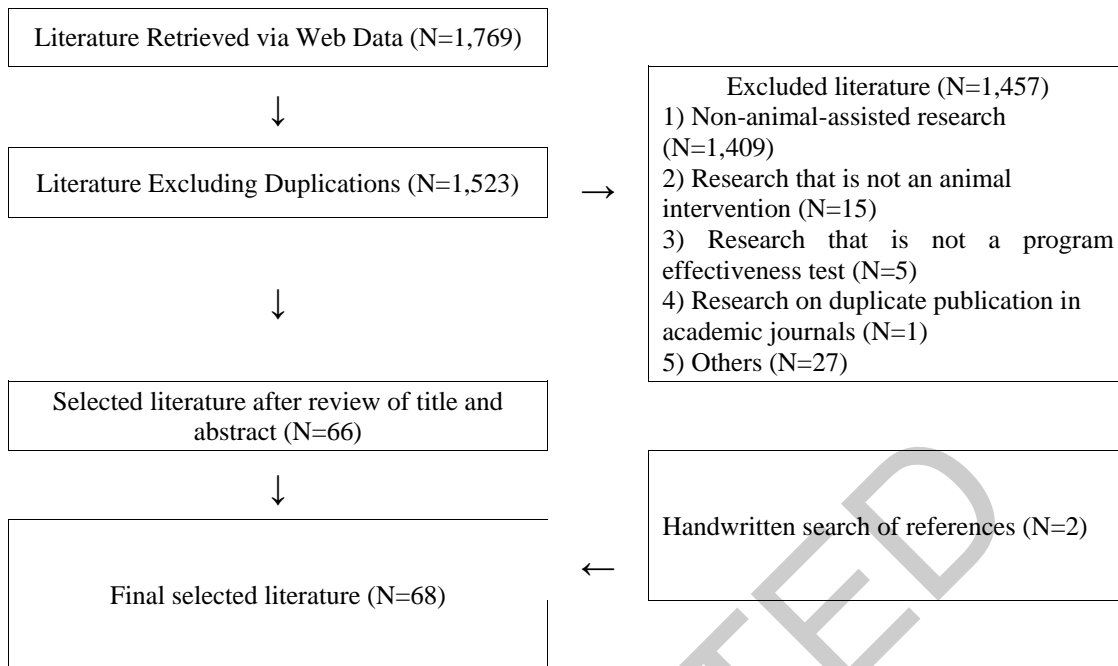 Literature Retrieved via Web Data (N=1,769)
↓
Literature Excluding Duplications (N=1,523)
→
Excluded literature (N=1,457)
1) Non-animal-assisted research
(N=1,409)
2) Research that is not an animal
intervention (N=15)
3) Research that is not a program
effectiveness test (N=5)
4) Research on duplicate publication in
academic journals (N=1)
5) Others (N=27)
↓
Selected literature after review of title and
abstract (N=66)
↓
Handwritten search of references (N=2)
←
Final selected literature (N=68)
TED